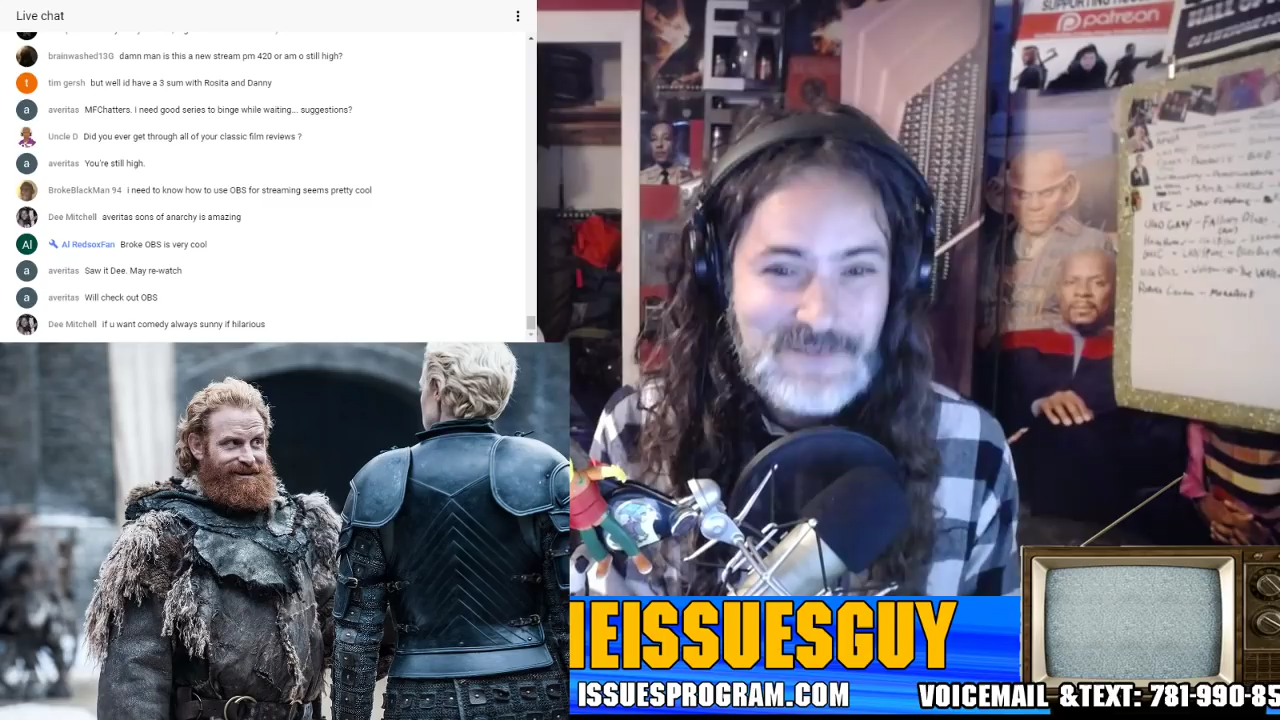 Live chat
brainwashed13G damn man is this a new stream pm 420 or am o still high?
tim gersh but well id have a 3 sum with Rosita and Danny
averitas MFChatters. I need good series to binge while waiting... suggestions?
Uncle D Did you ever get through all of your classic film reviews ?
averitas You're still high.
BrokeBlackMan 94 i need to know how to use OBS for streaming seems pretty cool
Dee Mitchell averitas sons of anarchy is amazing
Al RedsoxFan Broke OBS is very cool
averitas Saw it Dee. May re-watch
averitas Will check out OBS
Dee Mitchell if u want comedy always sunny if hilarious
SUPPORTING
patreon
HEISSUESGUY
ISSUESPROGRAM.COM
VOICEMAIL &TEXT: 781-990-85